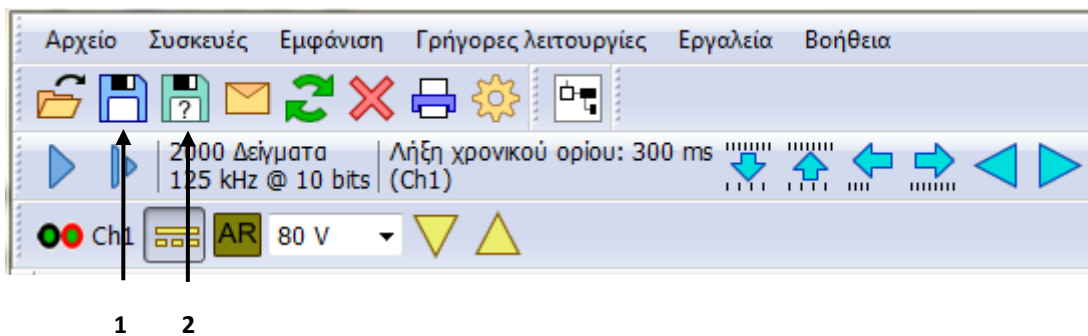 Αρχείο Συσκευές Εμφάνιση Γρήγορες λειτουργίες Εργαλεία Βοήθεια
?
2000 Δείγματα Λήξη χρονικού ορίου: 300 ms
125 kHz @ 10 bits (Ch1)
Ch1 AR 80 V
1 2